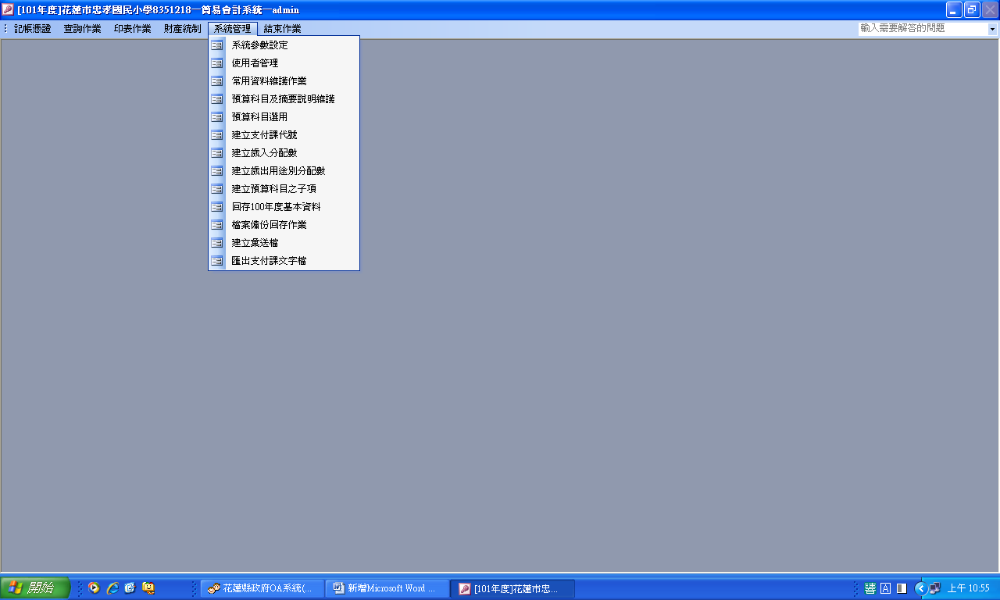 [101年度]花蓮市忠孝國民小學8351218—簡易會計系統—admin
記帳憑證 查詢作業 印表作業 財產統制 系統管理 結束作業 輸入需要解答的問題
系統參數設定
使用者管理
常用資料維護作業
預算科目及摘要說明維護
預算科目選用
建立支付課代號
建立歲入分配數
建立歲出用途別分配數
建立預算科目之子項
回存100年度基本資料
檔案備份回存作業
建立彙送檔
匯出支付課文字檔
開始 花蓮縣政府OA系統(... 新增Microsoft Word ... [101年度]花蓮市忠... A 上午 10:55